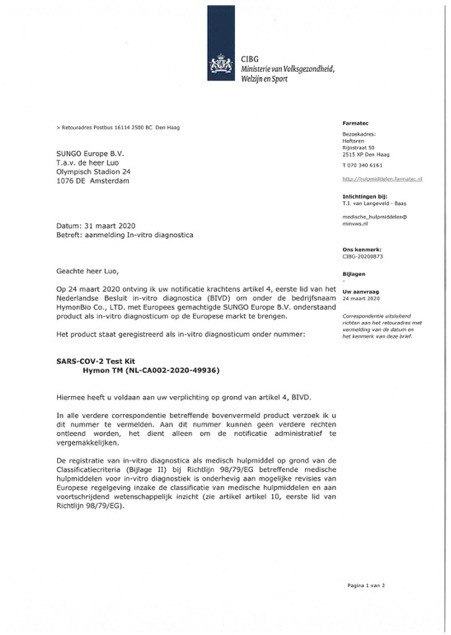 CIBG
Ministerie van Volksgezondheid,
Welzijn en Sport
> Retouradres Postbus 16114 2500 BC Den Haag
SUNGO Europe B.V.
T.a.v. de heer Luo
Olympisch Stadion 24
1076 DE Amsterdam
Datum: 31 maart 2020
Betreft: aanmelding In-vitro diagnostica
Farmatec
Bezoekadres:
Hoftoren
Rijnstraat 50
2515 XP Den Haag
T 070 340 6161
http://hulpmiddelen.farmatec.nl
Inlichtingen bij:
T.I. van Langeveld - Baas
medische_hulpmiddelen@
minvws.nl
Ons kenmerk:
CIBG-20200873
Bijlagen
-
Uw aanvraag
24 maart 2020
Correspondentie uitsluitend
richten aan het retouradres met
vermelding van de datum en
het kenmerk van deze brief.
Geachte heer Luo,
Op 24 maart 2020 ontving ik uw notificatie krachtens artikel 4, eerste lid van het
Nederlandse Besluit in-vitro diagnostica (BIVD) om onder de bedrijfsnaam
HymonBio Co., LTD. met Europees gemachtigde SUNGO Europe B.V. onderstaand
product als in-vitro diagnosticum op de Europese markt te brengen.
Het product staat geregistreerd als in-vitro diagnosticum onder nummer:
SARS-COV-2 Test Kit
Hymon TM (NL-CA002-2020-49936)
Hiermee heeft u voldaan aan uw verplichting op grond van artikel 4, BIVD.
In alle verdere correspondentie betreffende bovenvermeld product verzoek ik u
dit nummer te vermelden. Aan dit nummer kunnen geen verdere rechten
ontleend worden, het dient alleen om de notificatie administratief te
vergemakkelijken.
De registratie van in-vitro diagnostica als medisch hulpmiddel op grond van de
Classificatiecriteria (Bijlage II) bij Richtlijn 98/79/EG betreffende medische
hulpmiddelen voor in-vitro diagnostiek is onderhevig aan mogelijke revisies van
Europese regelgeving inzake de classificatie van medische hulpmiddelen en aan
voortschrijdend wetenschappelijk inzicht (zie artikel artikel 10, eerste lid van
Richtlijn 98/79/EG).
Pagina 1 van 2